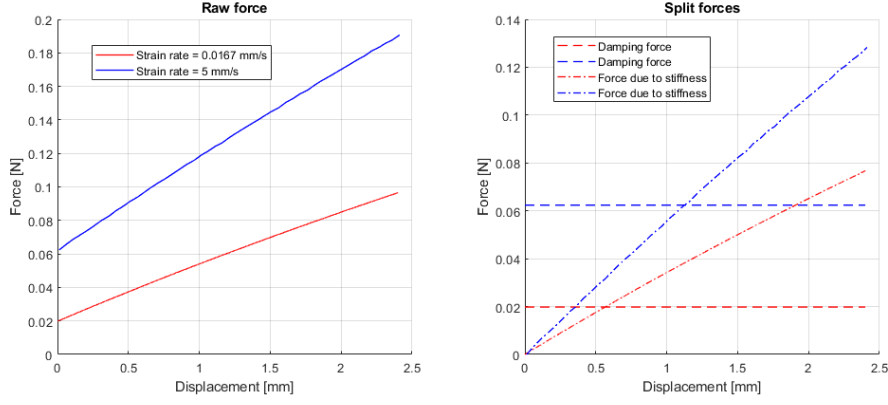 Raw force
0.2
0.18
0.16
0.14
0.12
0.1
0.08
0.06
0.04
0.02
0
Force [N]
Strain rate = 0.0167 mm/s
Strain rate = 5 mm/s
0 0.5 1 1.5 2 2.5
Displacement [mm]
Split forces
0.14
0.12
0.1
0.08
0.06
0.04
0.02
0
Force [N]
Damping force
Damping force
Force due to stiffness
Force due to stiffness
0 0.5 1 1.5 2 2.5
Displacement [mm]